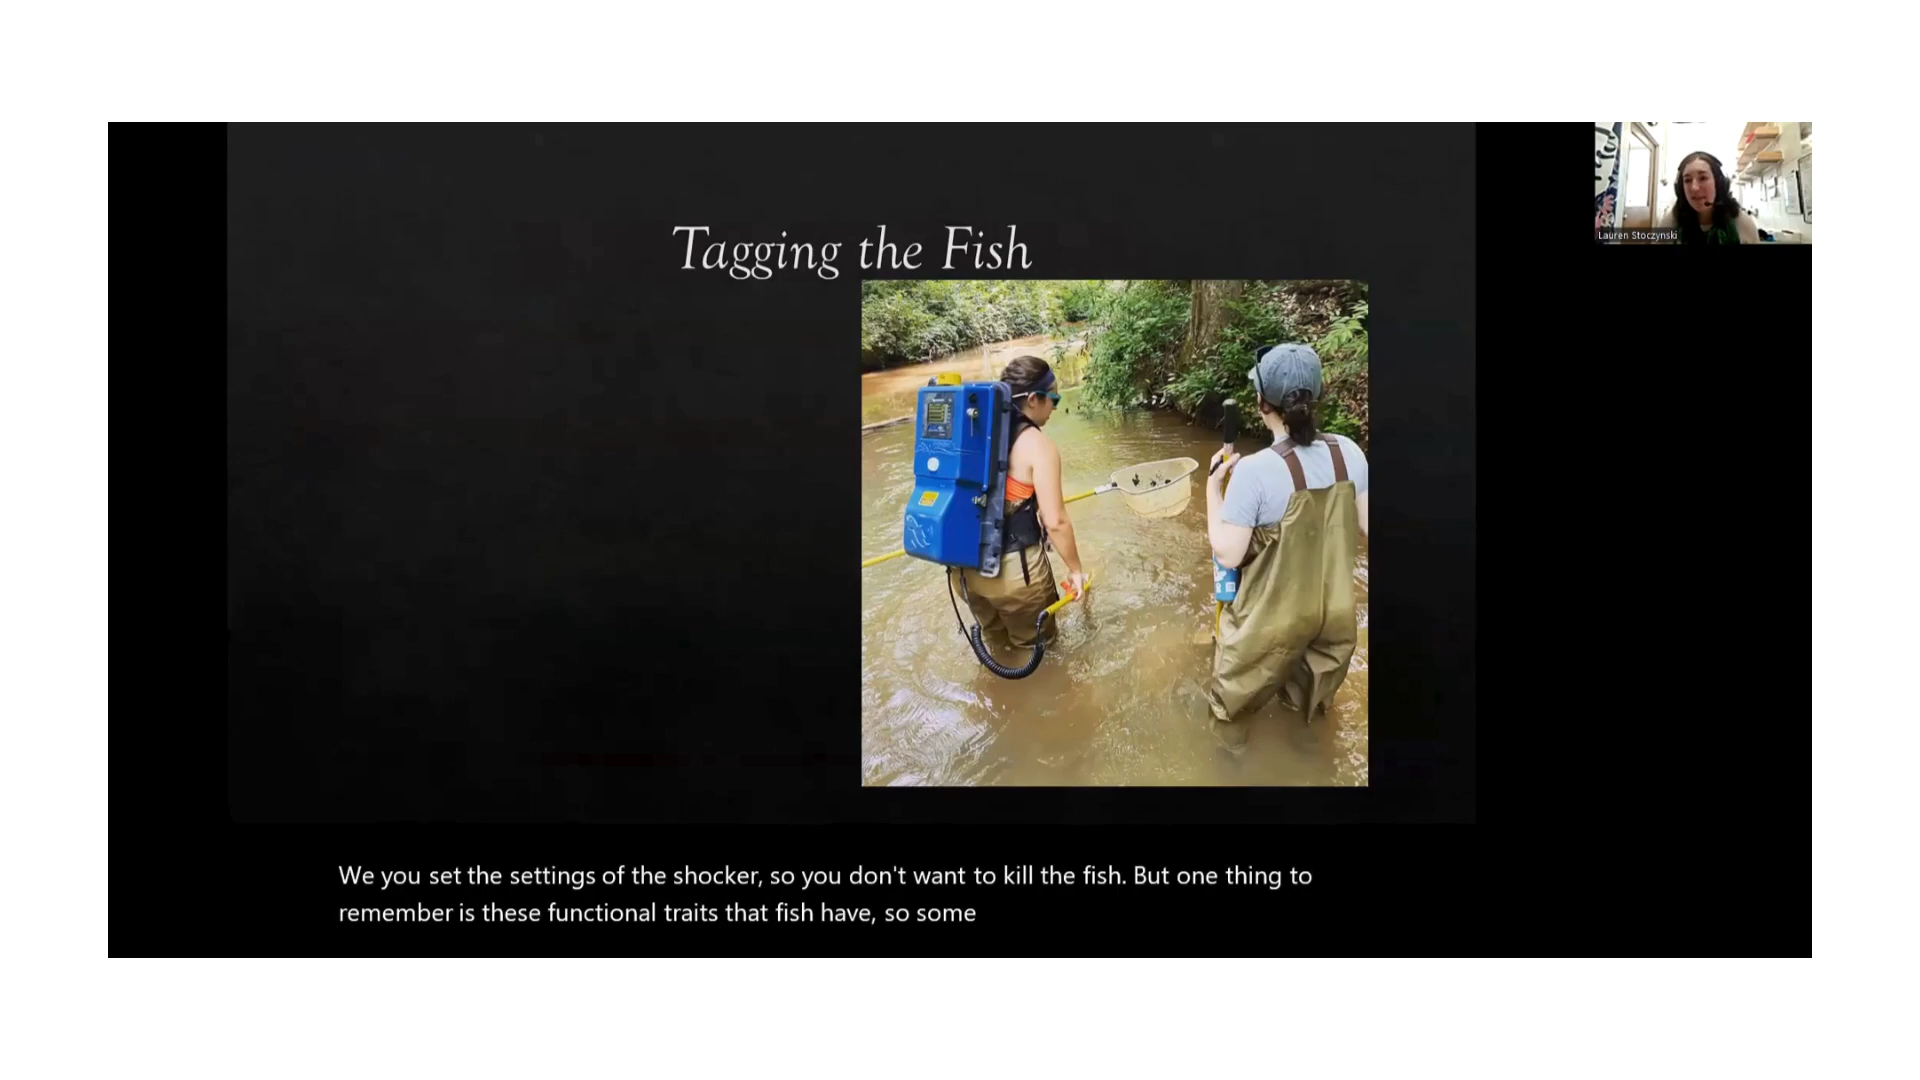 Tagging the Fish
Lauren Stoczynski
We you set the settings of the shocker, so you don't want to kill the fish. But one thing to
remember is these functional traits that fish have, so some